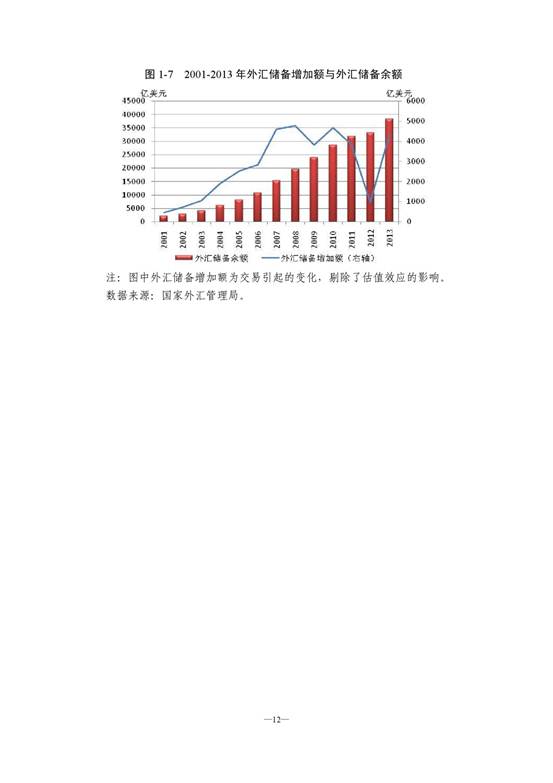 图 1-7 2001-2013 年外汇储备增加额与外汇储备余额
亿美元 亿美元
45000 6000
40000 5000
35000 4000
30000 3000
25000 2000
20000 1000
15000 0
10000
5000
0
2001 2002 2003 2004 2005 2006 2007 2008 2009 2010 2011 2012 2013
外汇储备余额 外汇储备增加额（右轴）
注：图中外汇储备增加额为交易引起的变化，剔除了估值效应的影响。
数据来源：国家外汇管理局。
—12—